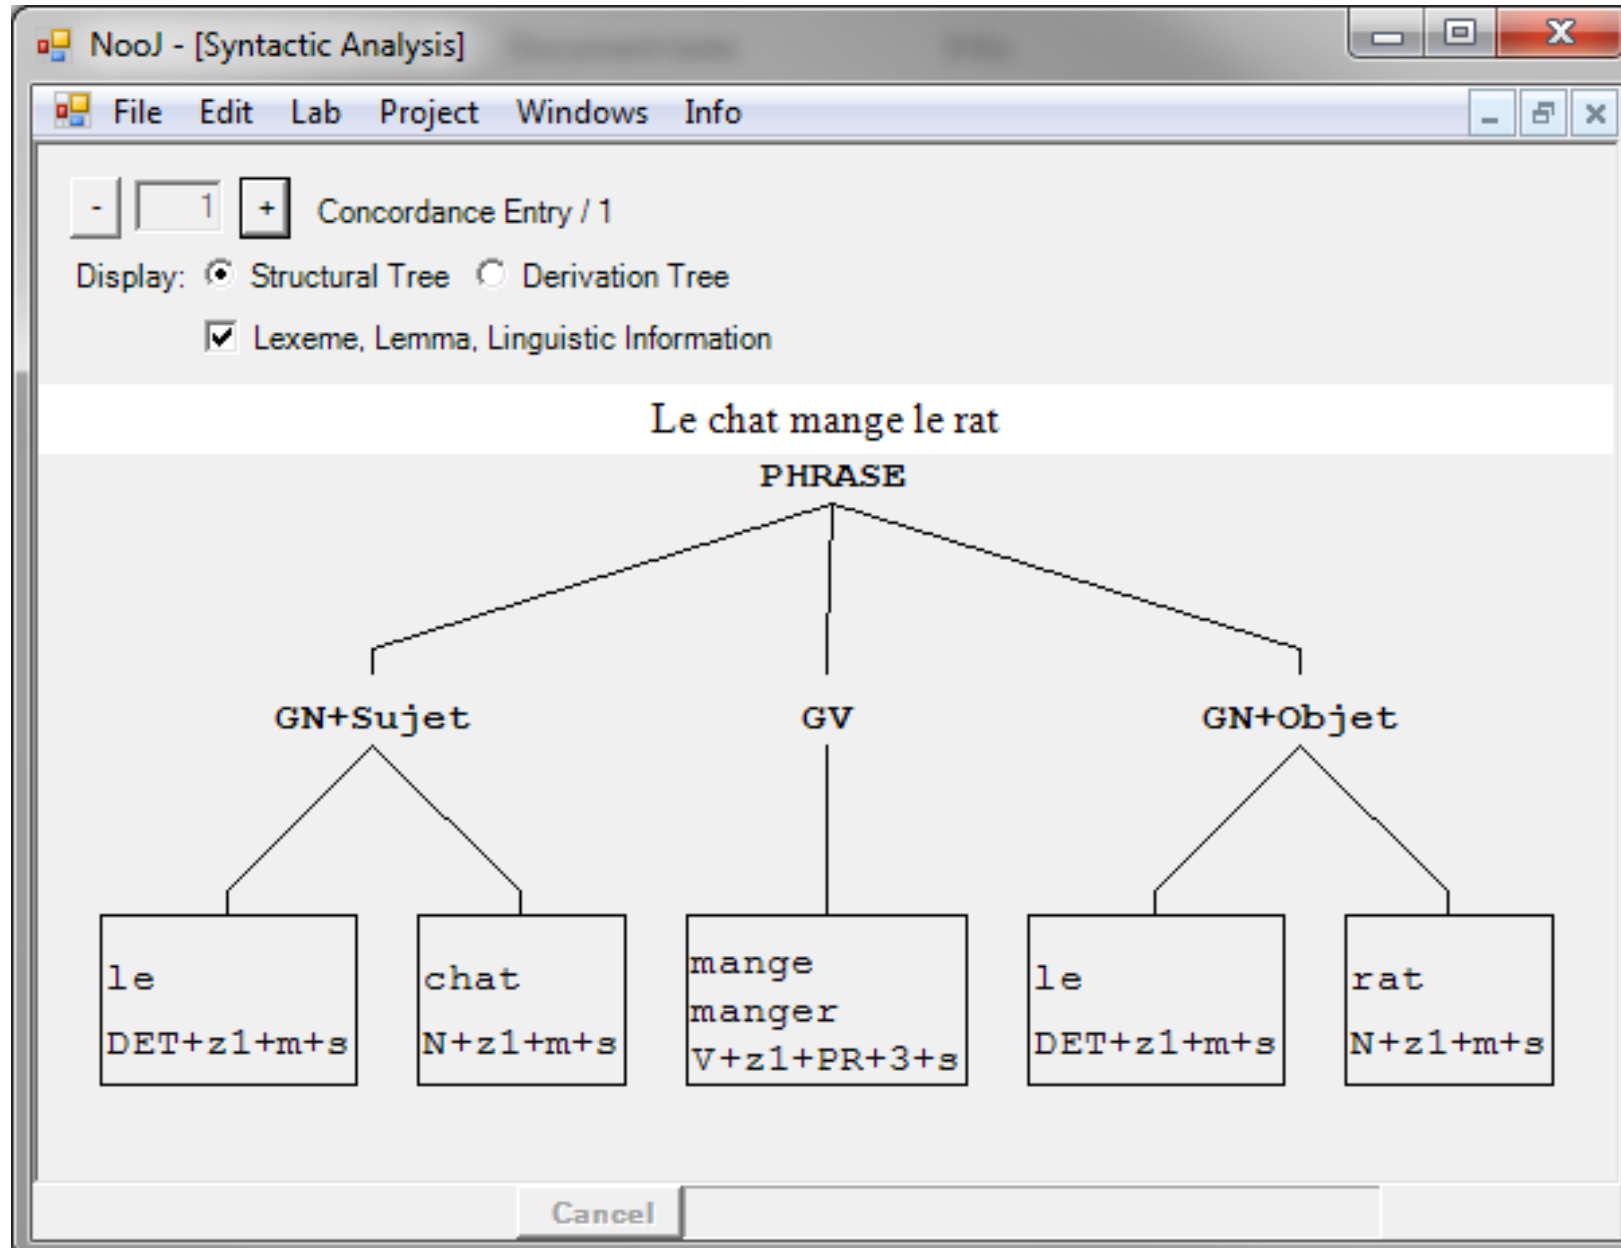 NooJ - [Syntactic Analysis]
File Edit Lab Project Windows Info
- 1 + Concordance Entry / 1
Display: Structural Tree Derivation Tree
Lexeme, Lemma, Linguistic Information
Le chat mange le rat
PHRASE
GN+Sujet GV GN+Objet
le chat mange le rat
manger
DET+z1+m+s N+z1+m+s V+z1+PR+3+s DET+z1+m+s N+z1+m+s
Cancel